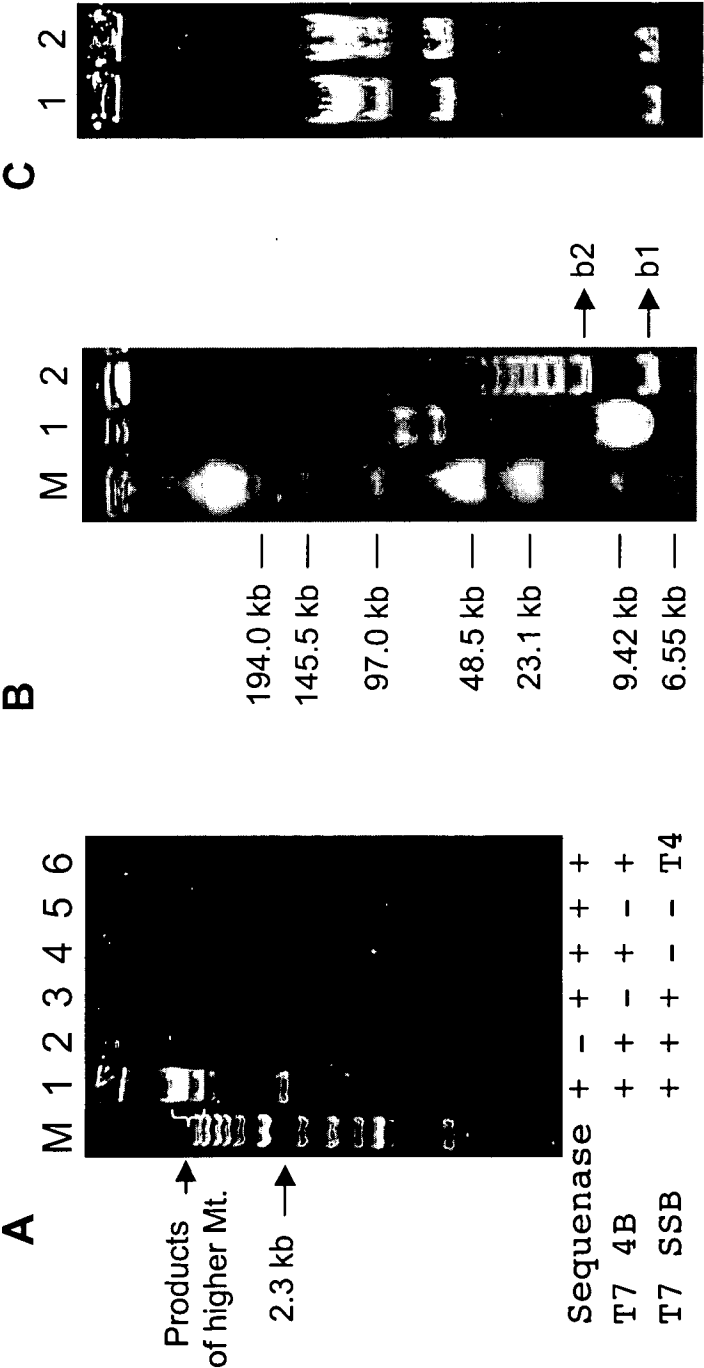 A
M 1 2 3 4 5 6
Products
of higher Mt.
2.3 kb
Sequenase + - + + + +
T7 4B + + - + - +
T7 SSB + + + - - T4
B
M 1 2
194.0 kb
145.5 kb
97.0 kb
48.5 kb
23.1 kb
9.42 kb
6.55 kb
b2
b1
C
1 2